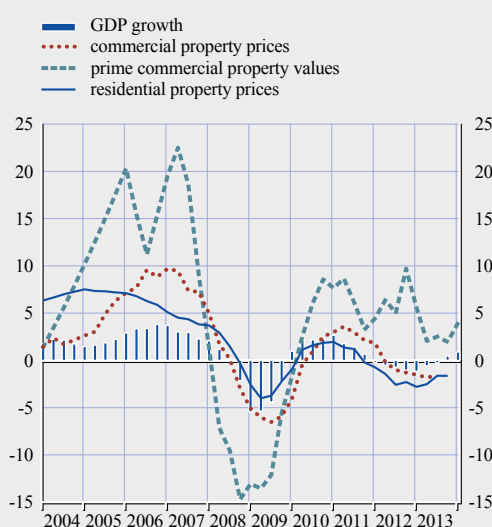 GDP growth
commercial property prices
prime commercial property values
residential property prices
25 25
20 20
15 15
10 10
5 5
0 0
-5 -5
-10 -10
-15 -15
2004 2005 2006 2007 2008 2009 2010 2011 2012 2013